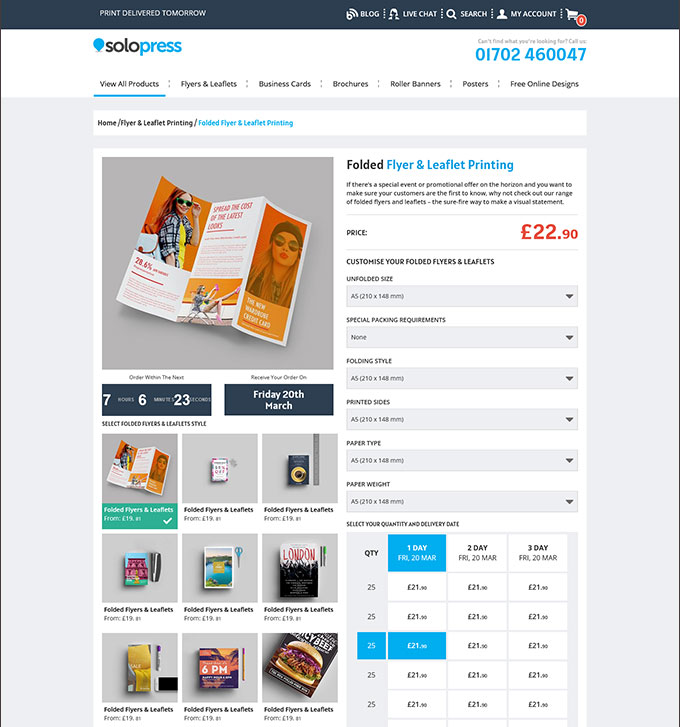 PRINT DELIVERED TOMORROW
BLOG
LIVE CHAT
SEARCH
MY ACCOUNT
0
solopress
Can't find what you're looking for? Call us:
01702 460047
View All Products
Flyers & Leaflets
Business Cards
Brochures
Roller Banners
Posters
Free Online Designs
Home /Flyer & Leaflet Printing / Folded Flyer & Leaflet Printing
SPREAD THE COST
OF THE LATEST
LOOKS
28.6%
THE NEW
WARDROBE
CREDIT CARD
Order Within The Next
Receive Your Order On
7 HOURS 6 MINUTES 23 SECONDS
Friday 20th
March
SELECT FOLDED FLYERS & LEAFLETS STYLE
Folded Flyers & Leaflets
From: £19. 81
Folded Flyers & Leaflets
From: £19. 81
Folded Flyers & Leaflets
From: £19. 81
LONDON
Folded Flyers & Leaflets
From: £19. 81
Folded Flyers & Leaflets
From: £19. 81
Folded Flyers & Leaflets
From: £19. 81
SALE
6 PM
Folded Flyers & Leaflets
From: £19. 81
Folded Flyers & Leaflets
From: £19. 81
Folded Flyers & Leaflets
From: £19. 81
Folded Flyer & Leaflet Printing
If there's a special event or promotional offer on the horizon and you want to
make sure your customers are the first to know, why not check out our range
of folded flyers and leaflets – the sure-fire way to make a visual statement.
PRICE:
£22.90
CUSTOMISE YOUR FOLDED FLYERS & LEAFLETS
UNFOLDED SIZE
A5 (210 x 148 mm)
SPECIAL PACKING REQUIREMENTS
None
FOLDING STYLE
A5 (210 x 148 mm)
PRINTED SIDES
A5 (210 x 148 mm)
PAPER TYPE
A5 (210 x 148 mm)
PAPER WEIGHT
A5 (210 x 148 mm)
SELECT YOUR QUANTITY AND DELIVERY DATE
QTY
1 DAY
FRI, 20 MAR
2 DAY
FRI, 20 MAR
3 DAY
FRI, 20 MAR
25 £21.90 £21.90 £21.90
25 £21.90 £21.90 £21.90
25 £21.90 £21.90 £21.90
25 £21.90 £21.90 £21.90
25 £21.90 £21.90 £21.90